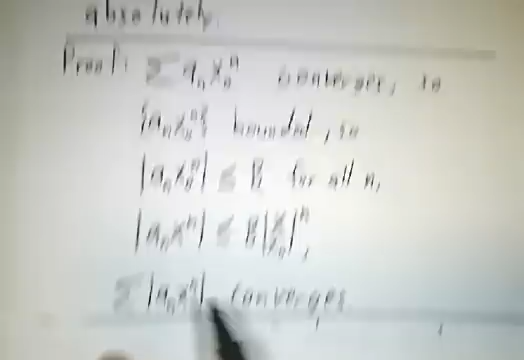 absolutely.
Proof: Σ aₙx₀ⁿ converges, so
{aₙx₀ⁿ} bounded, so
|aₙx₀ⁿ| ≤ B for all n,
|aₙxⁿ| ≤ B|x/x₀|ⁿ,
Σ|aₙxⁿ| converges